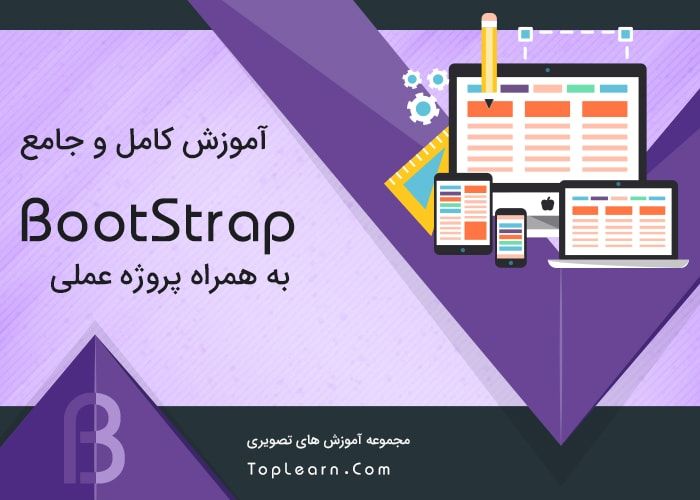 آموزش کامل و جامع
BootStrap
به همراه پروژه عملی
B
مجموعه آموزش های تصویری
TopLearn.Com